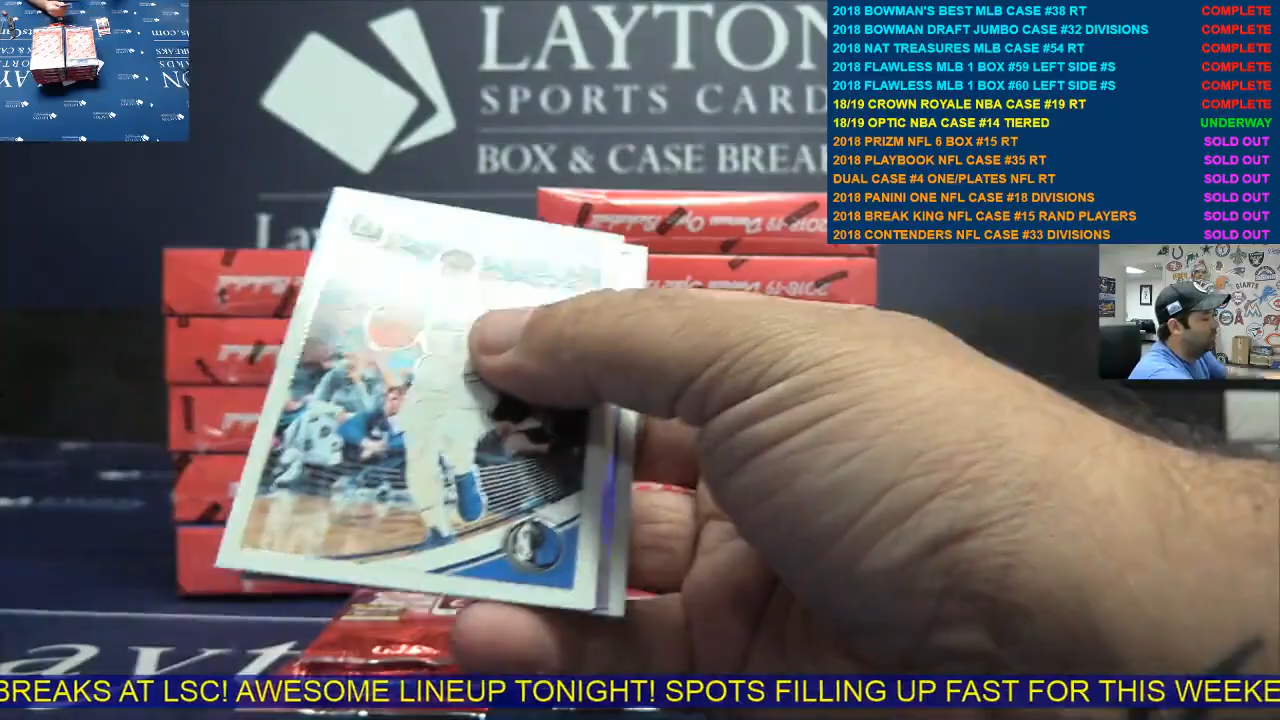 LAYTON
SPORTS CARD
BOX & CASE BREA
2018 BOWMAN'S BEST MLB CASE #38 RT COMPLETE
2018 BOWMAN DRAFT JUMBO CASE #32 DIVISIONS COMPLETE
2018 NAT TREASURES MLB CASE #54 RT COMPLETE
2018 FLAWLESS MLB 1 BOX #59 LEFT SIDE #S COMPLETE
2018 FLAWLESS MLB 1 BOX #60 LEFT SIDE #S COMPLETE
18/19 CROWN ROYALE NBA CASE #19 RT COMPLETE
18/19 OPTIC NBA CASE #14 TIERED UNDERWAY
2018 PRIZM NFL 6 BOX #15 RT SOLD OUT
2018 PLAYBOOK NFL CASE #35 RT SOLD OUT
DUAL CASE #4 ONE/PLATES NFL RT SOLD OUT
2018 PANINI ONE NFL CASE #18 DIVISIONS SOLD OUT
2018 BREAK KING NFL CASE #15 RAND PLAYERS SOLD OUT
2018 CONTENDERS NFL CASE #33 DIVISIONS SOLD OUT
GIANTS
Layt
BREAKS AT LSC! AWESOME LINEUP TONIGHT! SPOTS FILLING UP FAST FOR THIS WEEKE